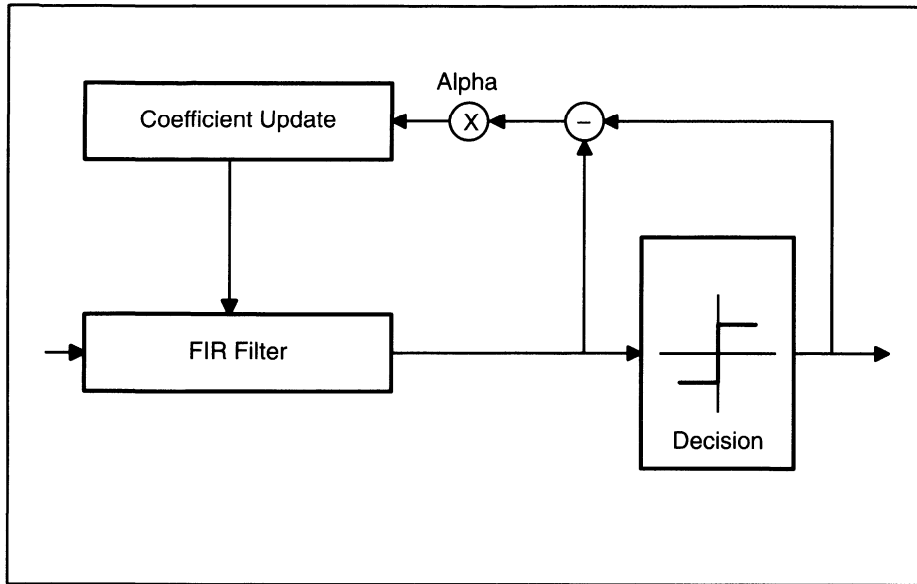 Alpha
Coefficient Update
X
–
FIR Filter
Decision